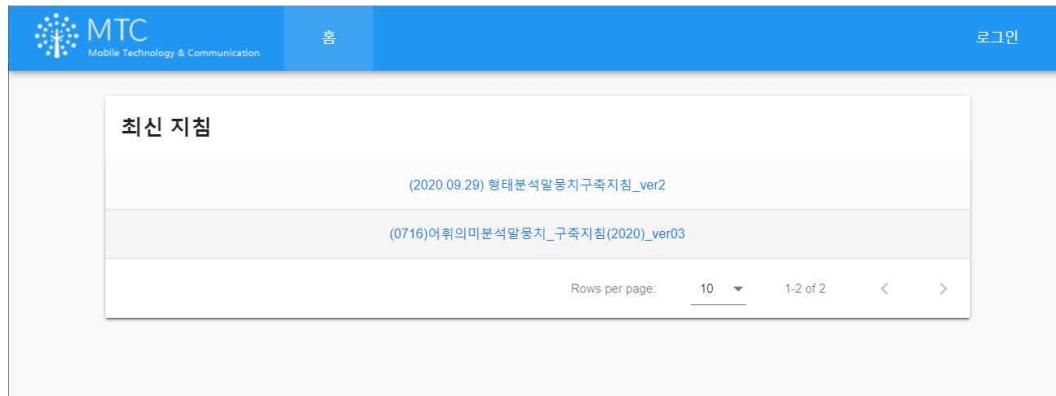 MTC
Mobile Technology & Communication
홈
로그인
최신 지침
(2020.09.29) 형태분석말뭉치구축지침_ver2
(0716)어휘의미분석말뭉치_구축지침(2020)_ver03
Rows per page: 10 1-2 of 2